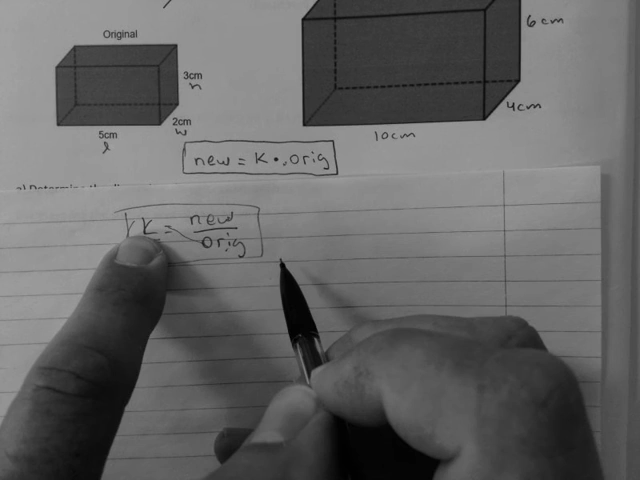 Original
3cm
h
2cm
w
5cm
l
6cm
4cm
10cm
new = K • orig
K = new
orig